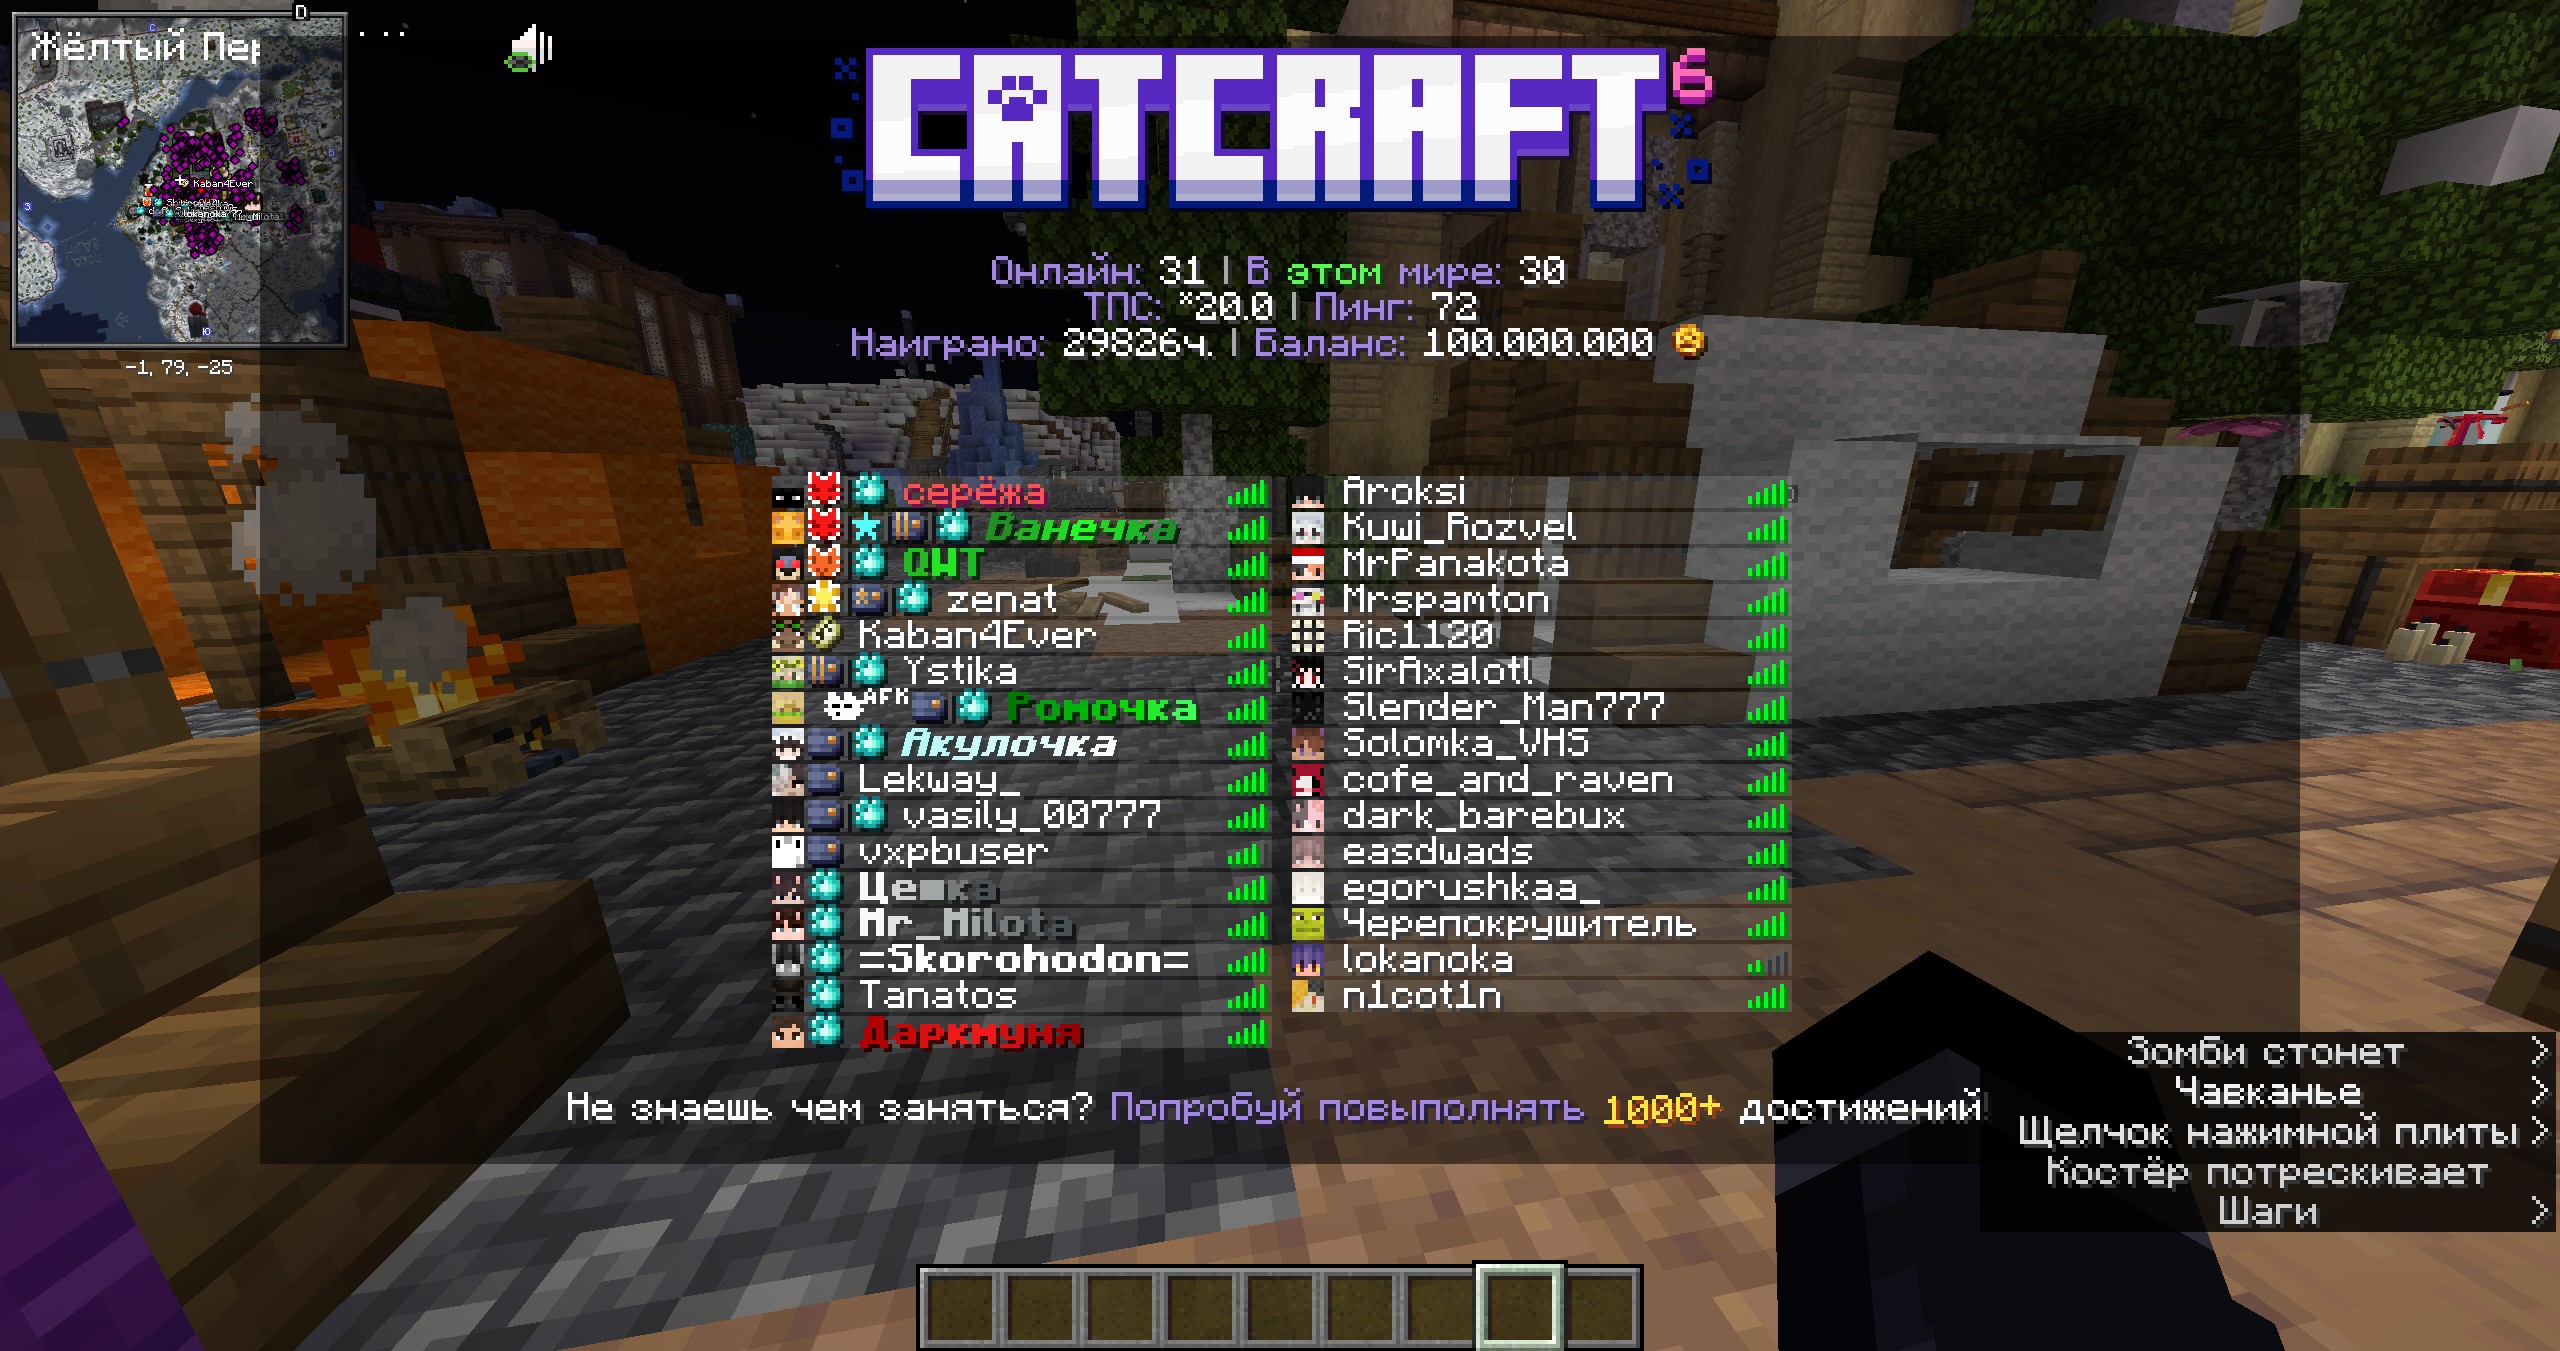 D
Жёлтый Пер
...
С
В
З
Kaban4Ever
lokanoka
Ю
-1, 79, -25
CATCRAFT 6
Онлайн: 31 | В этом мире: 30
ТПС: *20.0 | Пинг: 72
Наиграно: 29826ч. | Баланс: 100.000.000
серёжа
Ванечка
QWT
zenat
Kaban4Ever
Ystika
AFK Ромочка
Акулочка
Lekway_
vasily_00777
vxpbuser
Mr_Milota
=Skorohodon=
Tanatos
Даркмуня
Aroksi
Kuwi_Rozvel
MrPanakota
Mrspamton
Ric1120
SirAxalotl
Slender_Man777
Solomka_VHS
cofe_and_raven
dark_barebux
easdwads
egorushkaa_
Черепокрушитель
lokanoka
n1cot1n
Не знаешь чем заняться? Попробуй повыполнять 1000+ достижений!
Зомби стонет >
Чавканье >
Щелчок нажимной плиты >
Костёр потрескивает
Шаги >